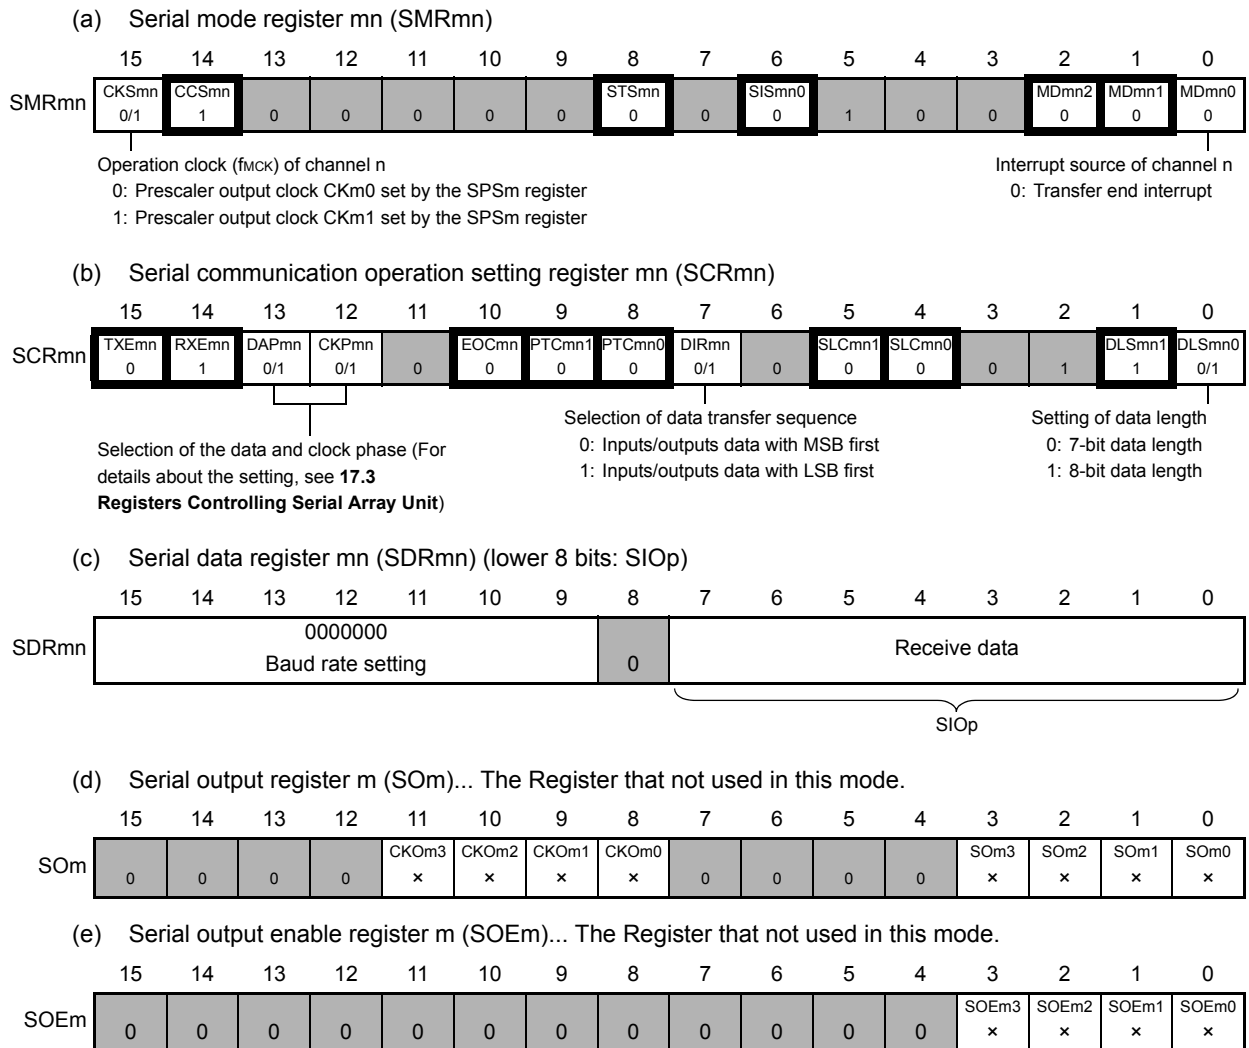 (a) Serial mode register mn (SMRmn)
15 14 13 12 11 10 9 8 7 6 5 4 3 2 1 0
SMRmn
CKSmn CCSmn STSmn SISmn0 MDmn2 MDmn1 MDmn0
0/1 1 0 0 0 0 0 0 0 0 1 0 0 0 0 0
Operation clock (fMCK) of channel n
0: Prescaler output clock CKm0 set by the SPSm register
1: Prescaler output clock CKm1 set by the SPSm register
Interrupt source of channel n
0: Transfer end interrupt
(b) Serial communication operation setting register mn (SCRmn)
15 14 13 12 11 10 9 8 7 6 5 4 3 2 1 0
SCRmn
TXEmn RXEmn DAPmn CKPmn EOCmn PTCmn1 PTCmn0 DIRmn SLCmn1 SLCmn0 DLSmn1 DLSmn0
0 1 0/1 0/1 0 0 0 0 0/1 0 0 0 0 1 1 0/1
Selection of the data and clock phase (For
details about the setting, see 17.3
Registers Controlling Serial Array Unit)
Selection of data transfer sequence
0: Inputs/outputs data with MSB first
1: Inputs/outputs data with LSB first
Setting of data length
0: 7-bit data length
1: 8-bit data length
(c) Serial data register mn (SDRmn) (lower 8 bits: SIOp)
15 14 13 12 11 10 9 8 7 6 5 4 3 2 1 0
SDRmn
0000000
Baud rate setting
0
Receive data
SIOp
(d) Serial output register m (SOm)... The Register that not used in this mode.
15 14 13 12 11 10 9 8 7 6 5 4 3 2 1 0
SOm
CKOm3 CKOm2 CKOm1 CKOm0 SOm3 SOm2 SOm1 SOm0
0 0 0 0 × × × × 0 0 0 0 × × × ×
(e) Serial output enable register m (SOEm)... The Register that not used in this mode.
15 14 13 12 11 10 9 8 7 6 5 4 3 2 1 0
SOEm
SOEm3 SOEm2 SOEm1 SOEm0
0 0 0 0 0 0 0 0 0 0 0 0 × × × ×